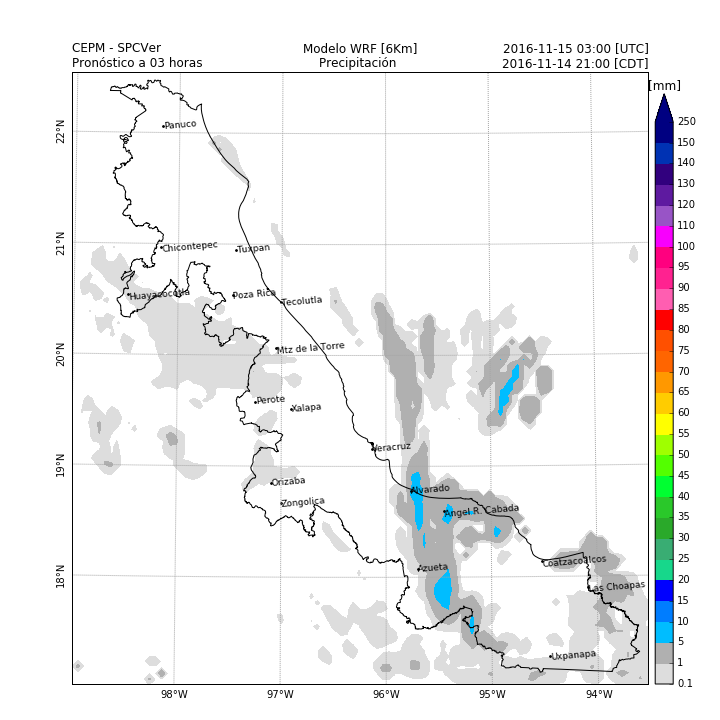 CEPM - SPCVer
Modelo WRF [6Km]
2016-11-15 03:00 [UTC]
Pronóstico a 03 horas
Precipitación
2016-11-14 21:00 [CDT]
[mm]
250
150
140
130
120
110
100
95
90
85
80
75
70
65
60
55
50
45
40
35
30
25
20
15
10
5
1
0.1
22°N
21°N
20°N
19°N
18°N
98°W
97°W
96°W
95°W
94°W
Panuco
Chicontepec
Tuxpan
Huayacocotla
Poza Rica
Tecolutla
Mtz de la Torre
Perote
Xalapa
Veracruz
Orizaba
Zongolica
Alvarado
Angel R. Cabada
Azueta
Coatzacoalcos
Las Choapas
Uxpanapa